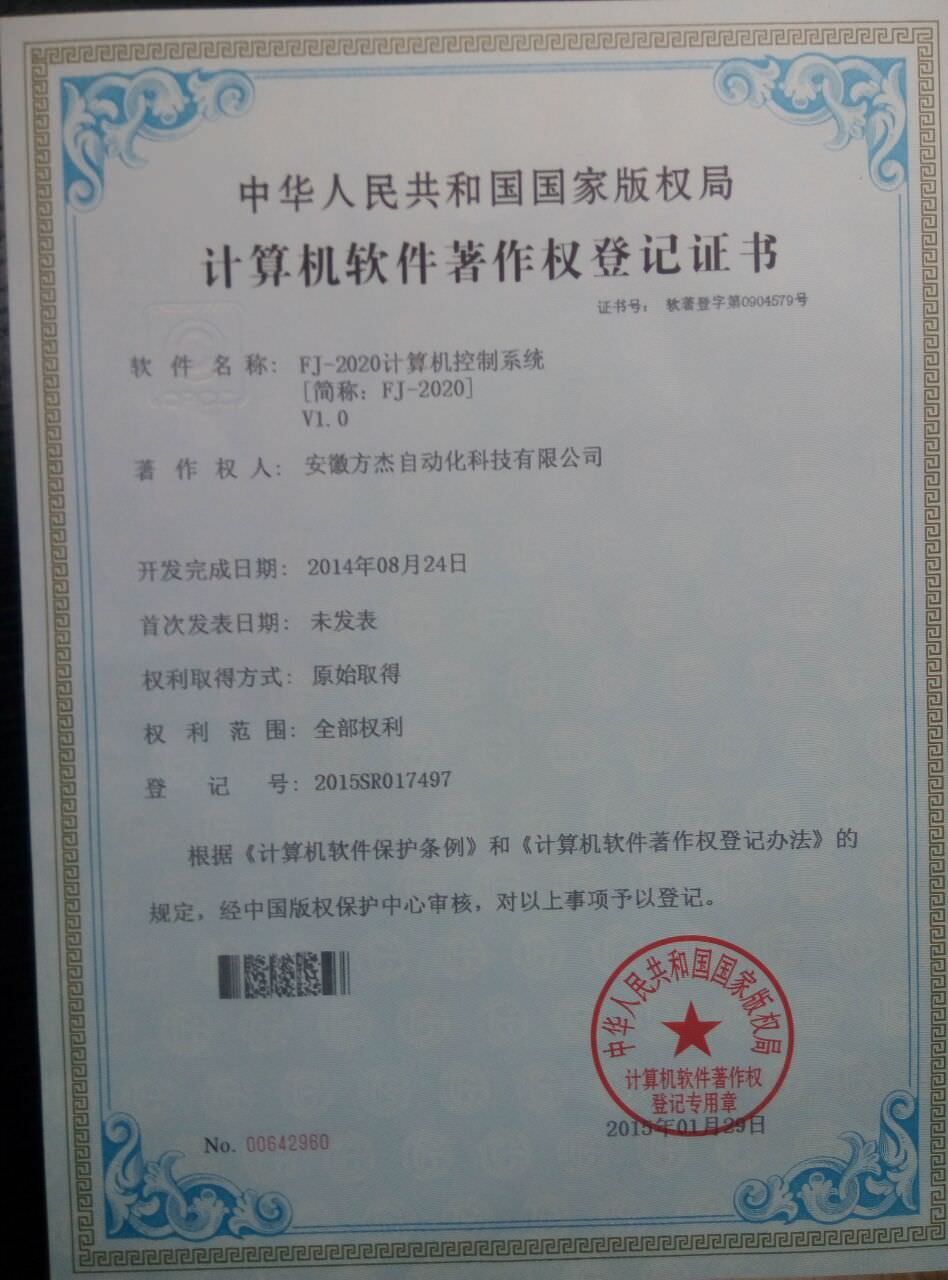 中华人民共和国国家版权局
计算机软件著作权登记证书
证书号： 软著登字第0904579号
软件名称： FJ-2020计算机控制系统
[简称：FJ-2020]
V1.0
著作权人： 安徽方杰自动化科技有限公司
开发完成日期： 2014年08月24日
首次发表日期： 未发表
权利取得方式： 原始取得
权利范围： 全部权利
登记号： 2015SR017497
根据《计算机软件保护条例》和《计算机软件著作权登记办法》的
规定，经中国版权保护中心审核，对以上事项予以登记。
中华人民共和国国家版权局
计算机软件著作权
登记专用章
2015年01月29日
No. 00642960